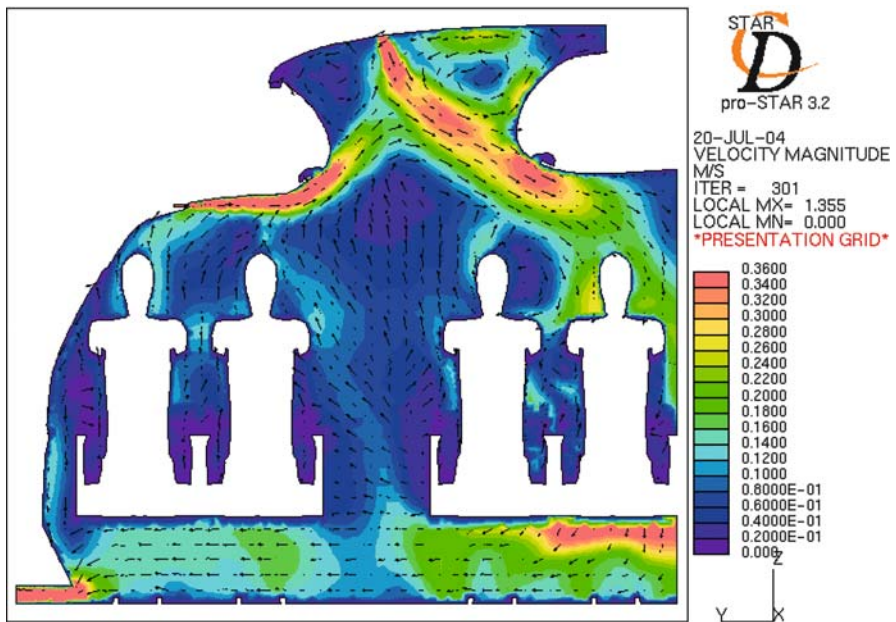 STAR
CD
pro-STAR 3.2
20-JUL-04
VELOCITY MAGNITUDE
M/S
ITER = 301
LOCAL MX= 1.355
LOCAL MN= 0.000
*PRESENTATION GRID*
0.3600
0.3400
0.3200
0.3000
0.2800
0.2600
0.2400
0.2200
0.2000
0.1800
0.1600
0.1400
0.1200
0.1000
0.8000E-01
0.6000E-01
0.4000E-01
0.2000E-01
0.000
Z
Y X